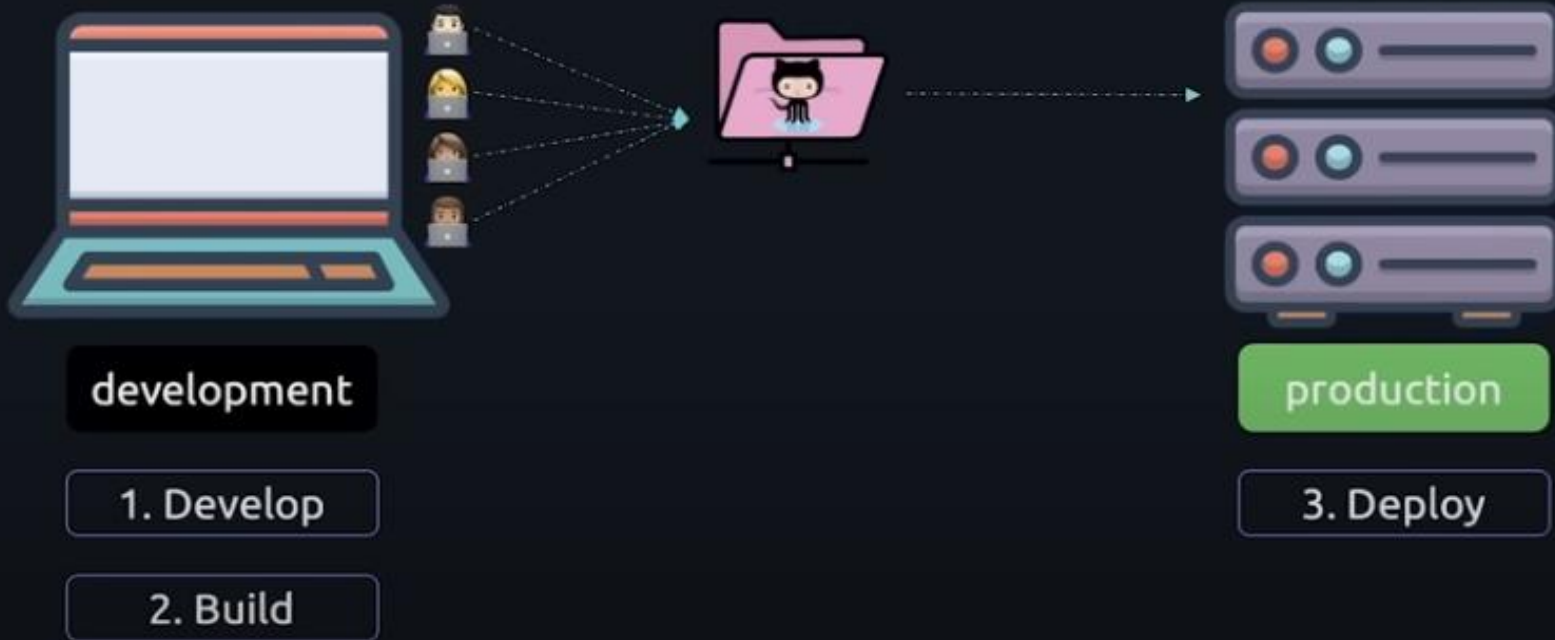 development
production
1. Develop
3. Deploy
2. Build